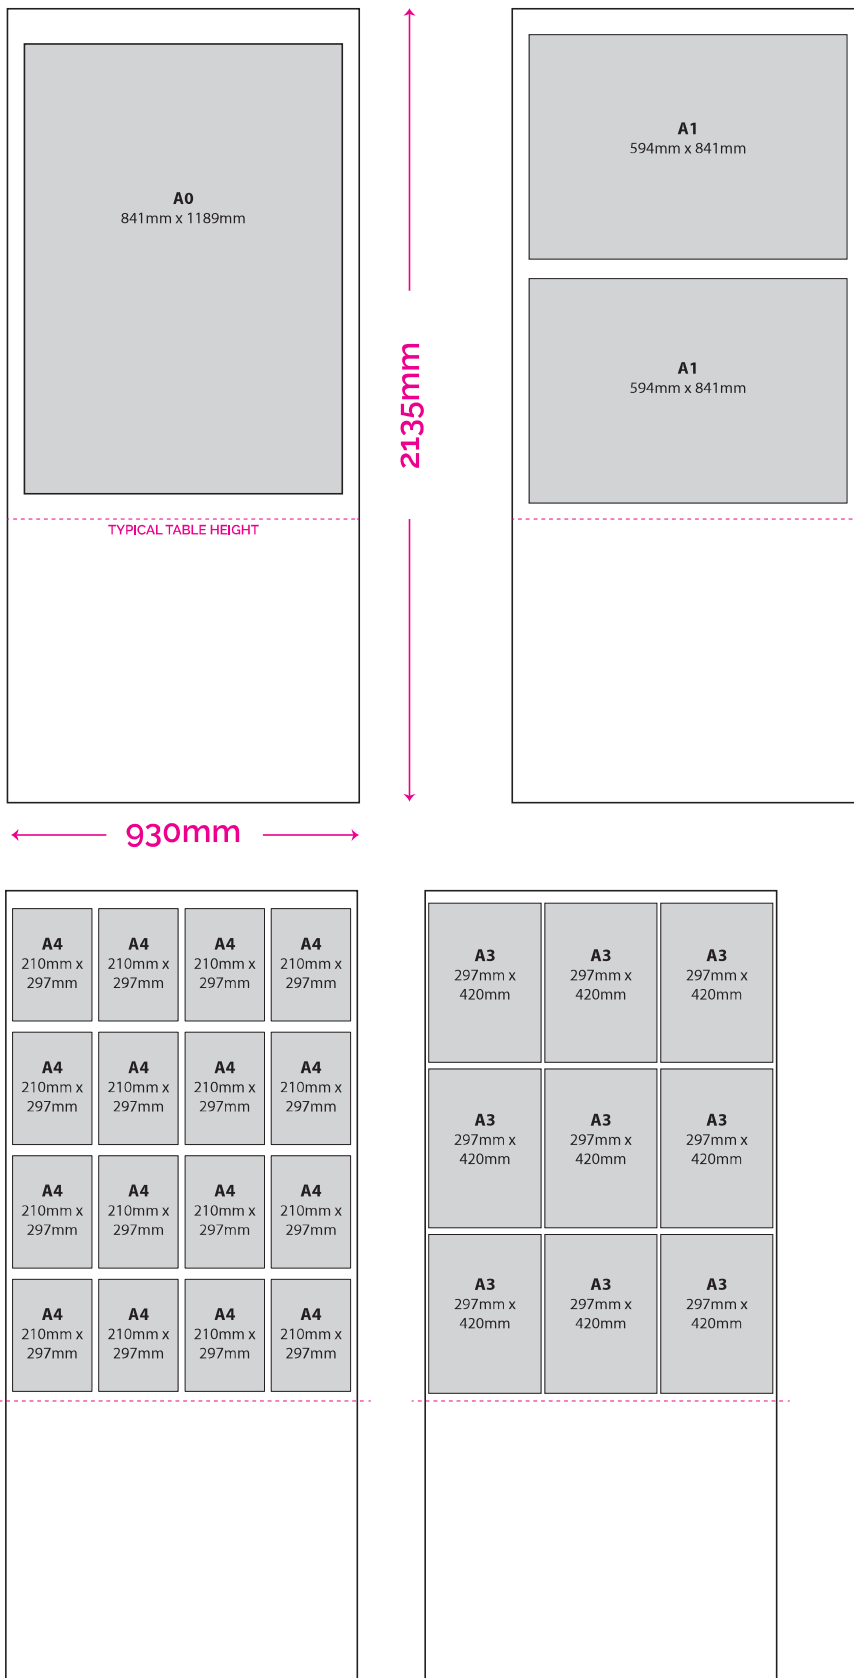 A0
841mm x 1189mm
TYPICAL TABLE HEIGHT
2135mm
A1
594mm x 841mm
A1
594mm x 841mm
930mm
A4
210mm x
297mm
A4
210mm x
297mm
A4
210mm x
297mm
A4
210mm x
297mm
A4
210mm x
297mm
A4
210mm x
297mm
A4
210mm x
297mm
A4
210mm x
297mm
A4
210mm x
297mm
A4
210mm x
297mm
A4
210mm x
297mm
A4
210mm x
297mm
A4
210mm x
297mm
A4
210mm x
297mm
A4
210mm x
297mm
A4
210mm x
297mm
A3
297mm x
420mm
A3
297mm x
420mm
A3
297mm x
420mm
A3
297mm x
420mm
A3
297mm x
420mm
A3
297mm x
420mm
A3
297mm x
420mm
A3
297mm x
420mm
A3
297mm x
420mm